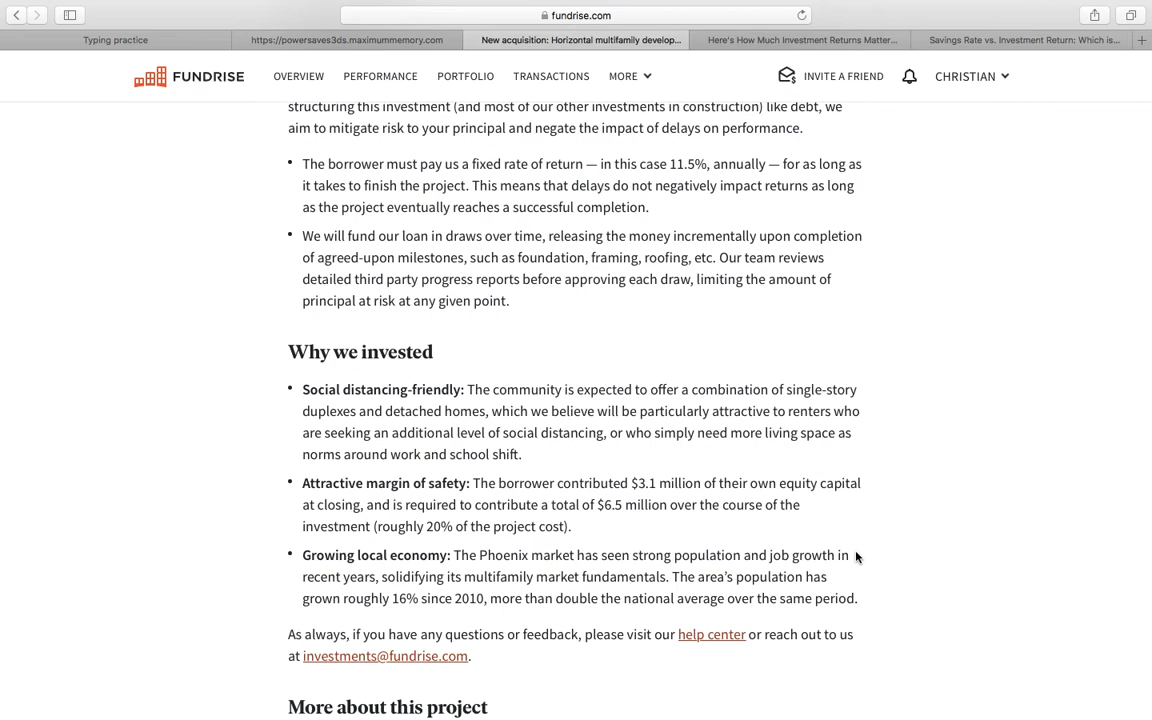 fundrise.com
Typing practice
https://powersaves3ds.maximummemory.com
New acquisition: Horizontal multifamily develop...
Here's How Much Investment Returns Matter...
Savings Rate vs. Investment Return: Which is...
FUNDRISE
OVERVIEW
PERFORMANCE
PORTFOLIO
TRANSACTIONS
MORE
INVITE A FRIEND
CHRISTIAN
structuring this investment (and most of our other investments in construction) like debt, we
aim to mitigate risk to your principal and negate the impact of delays on performance.
• The borrower must pay us a fixed rate of return — in this case 11.5%, annually — for as long as
it takes to finish the project. This means that delays do not negatively impact returns as long
as the project eventually reaches a successful completion.
• We will fund our loan in draws over time, releasing the money incrementally upon completion
of agreed-upon milestones, such as foundation, framing, roofing, etc. Our team reviews
detailed third party progress reports before approving each draw, limiting the amount of
principal at risk at any given point.
Why we invested
• Social distancing-friendly: The community is expected to offer a combination of single-story
duplexes and detached homes, which we believe will be particularly attractive to renters who
are seeking an additional level of social distancing, or who simply need more living space as
norms around work and school shift.
• Attractive margin of safety: The borrower contributed $3.1 million of their own equity capital
at closing, and is required to contribute a total of $6.5 million over the course of the
investment (roughly 20% of the project cost).
• Growing local economy: The Phoenix market has seen strong population and job growth in
recent years, solidifying its multifamily market fundamentals. The area's population has
grown roughly 16% since 2010, more than double the national average over the same period.
As always, if you have any questions or feedback, please visit our help center or reach out to us
at investments@fundrise.com.
More about this project